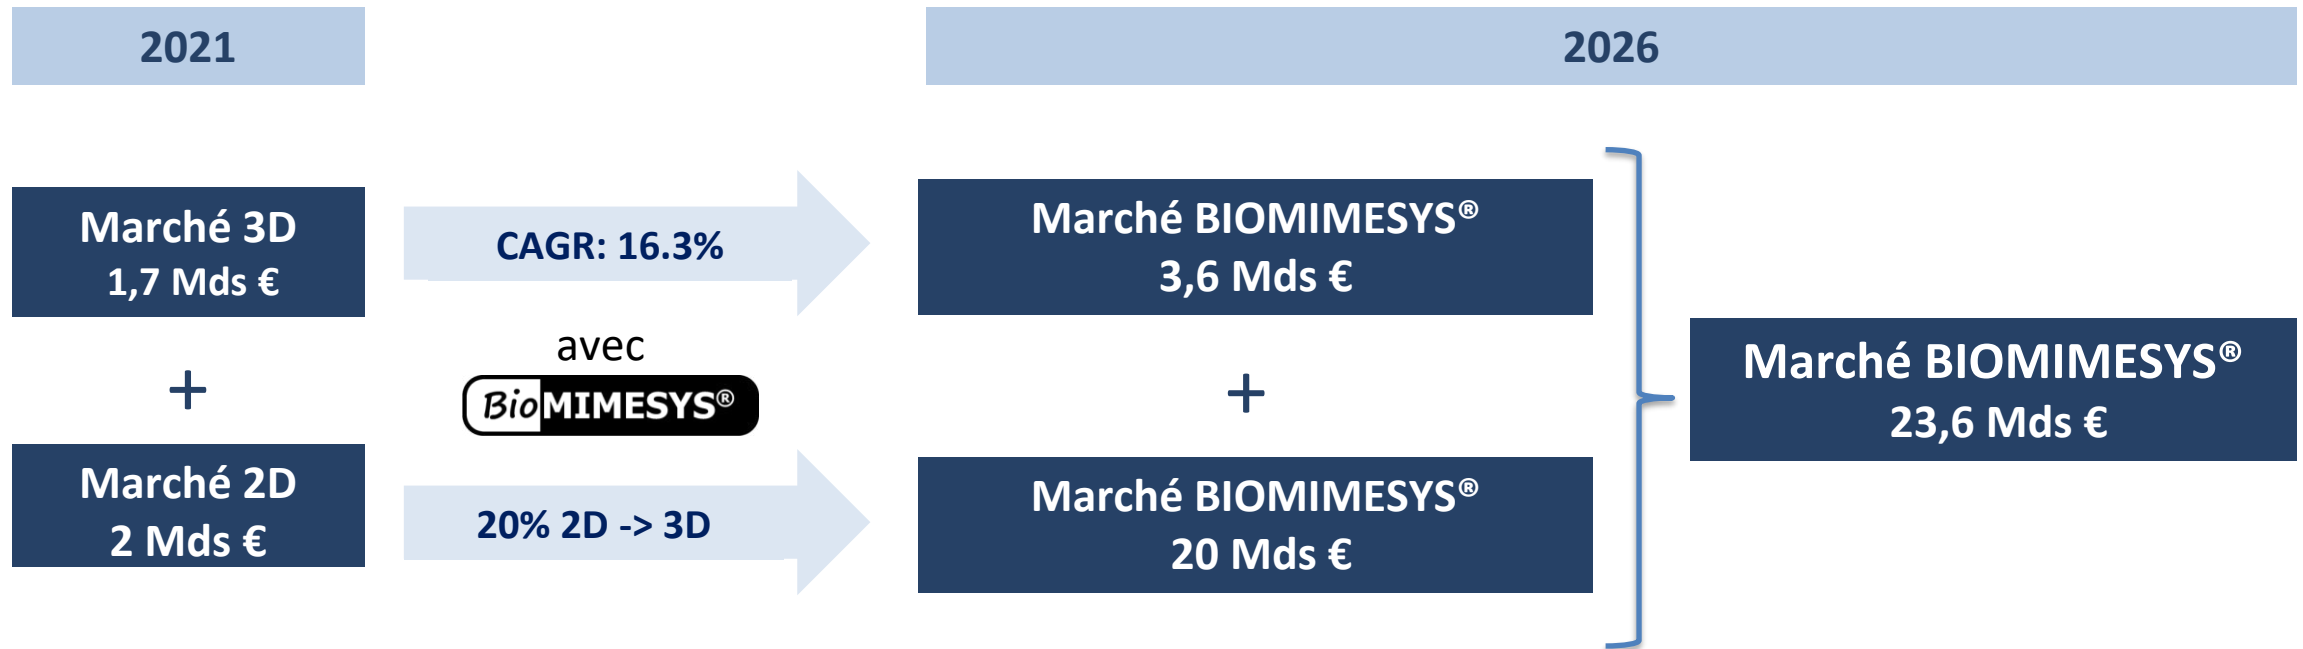 2021
2026
Marché 3D
1,7 Mds €
CAGR: 16.3%
Marché BIOMIMESYS®
3,6 Mds €
avec
BioMIMESYS®
+
+
Marché BIOMIMESYS®
23,6 Mds €
Marché 2D
2 Mds €
20% 2D -> 3D
Marché BIOMIMESYS®
20 Mds €